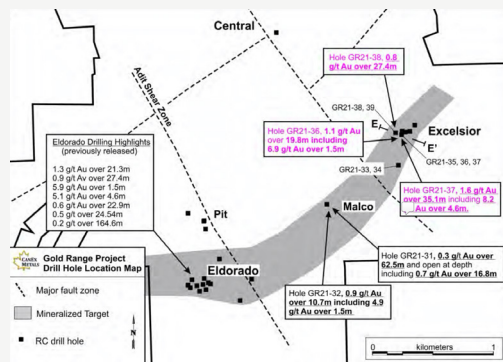 Central
Hole GR21-38, 0.8
g/t Au over 27.4m
Adit Shear Zone
GR21-38, 39
E
Excelsior
E'
Hole GR21-36, 1.1 g/t Au
over 19.8m including
6.9 g/t Au over 1.5m
GR21-35, 36, 37
Eldorado Drilling Highlights
(previously released)
1.3 g/t Au over 21.3m
0.9 g/t Au over 27.4m
5.9 g/t Au over 1.5m
5.1 g/t Au over 4.6m
0.6 g/t Au over 22.9m
0.5 g/t over 24.54m
0.2 g/t over 164.6m
GR21-33, 34
Hole GR21-37, 1.6 g/t Au
over 35.1m including 8.2
g/t Au over 4.6m.
Malco
Pit
CANEX
METALS
Gold Range Project
Drill Hole Location Map
Eldorado
Hole GR21-31, 0.3 g/t Au over
62.5m and open at depth
including 0.7 g/t Au over 16.8m
Hole GR21-32, 0.9 g/t Au
over 10.7m including 4.9
g/t Au over 1.5m
Major fault zone
Mineralized Target
RC drill hole
N
kilometers
0 1